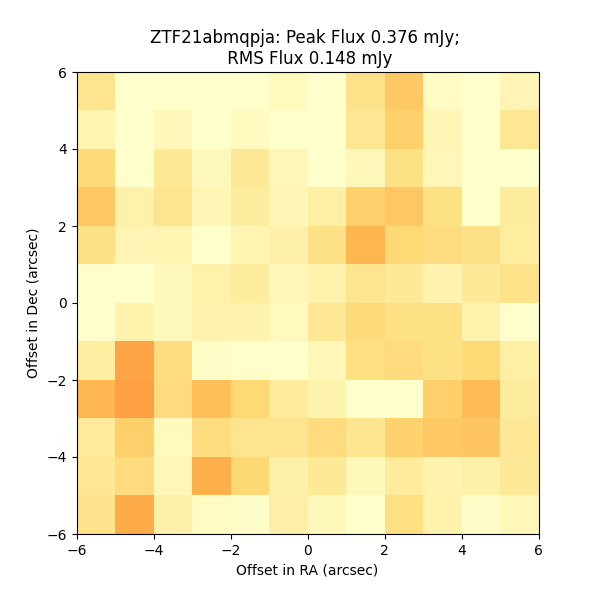 ZTF21abmqpja: Peak Flux 0.376 mJy;
RMS Flux 0.148 mJy
6
4
2
0
−2
−4
−6
Offset in Dec (arcsec)
−6 −4 −2 0 2 4 6
Offset in RA (arcsec)